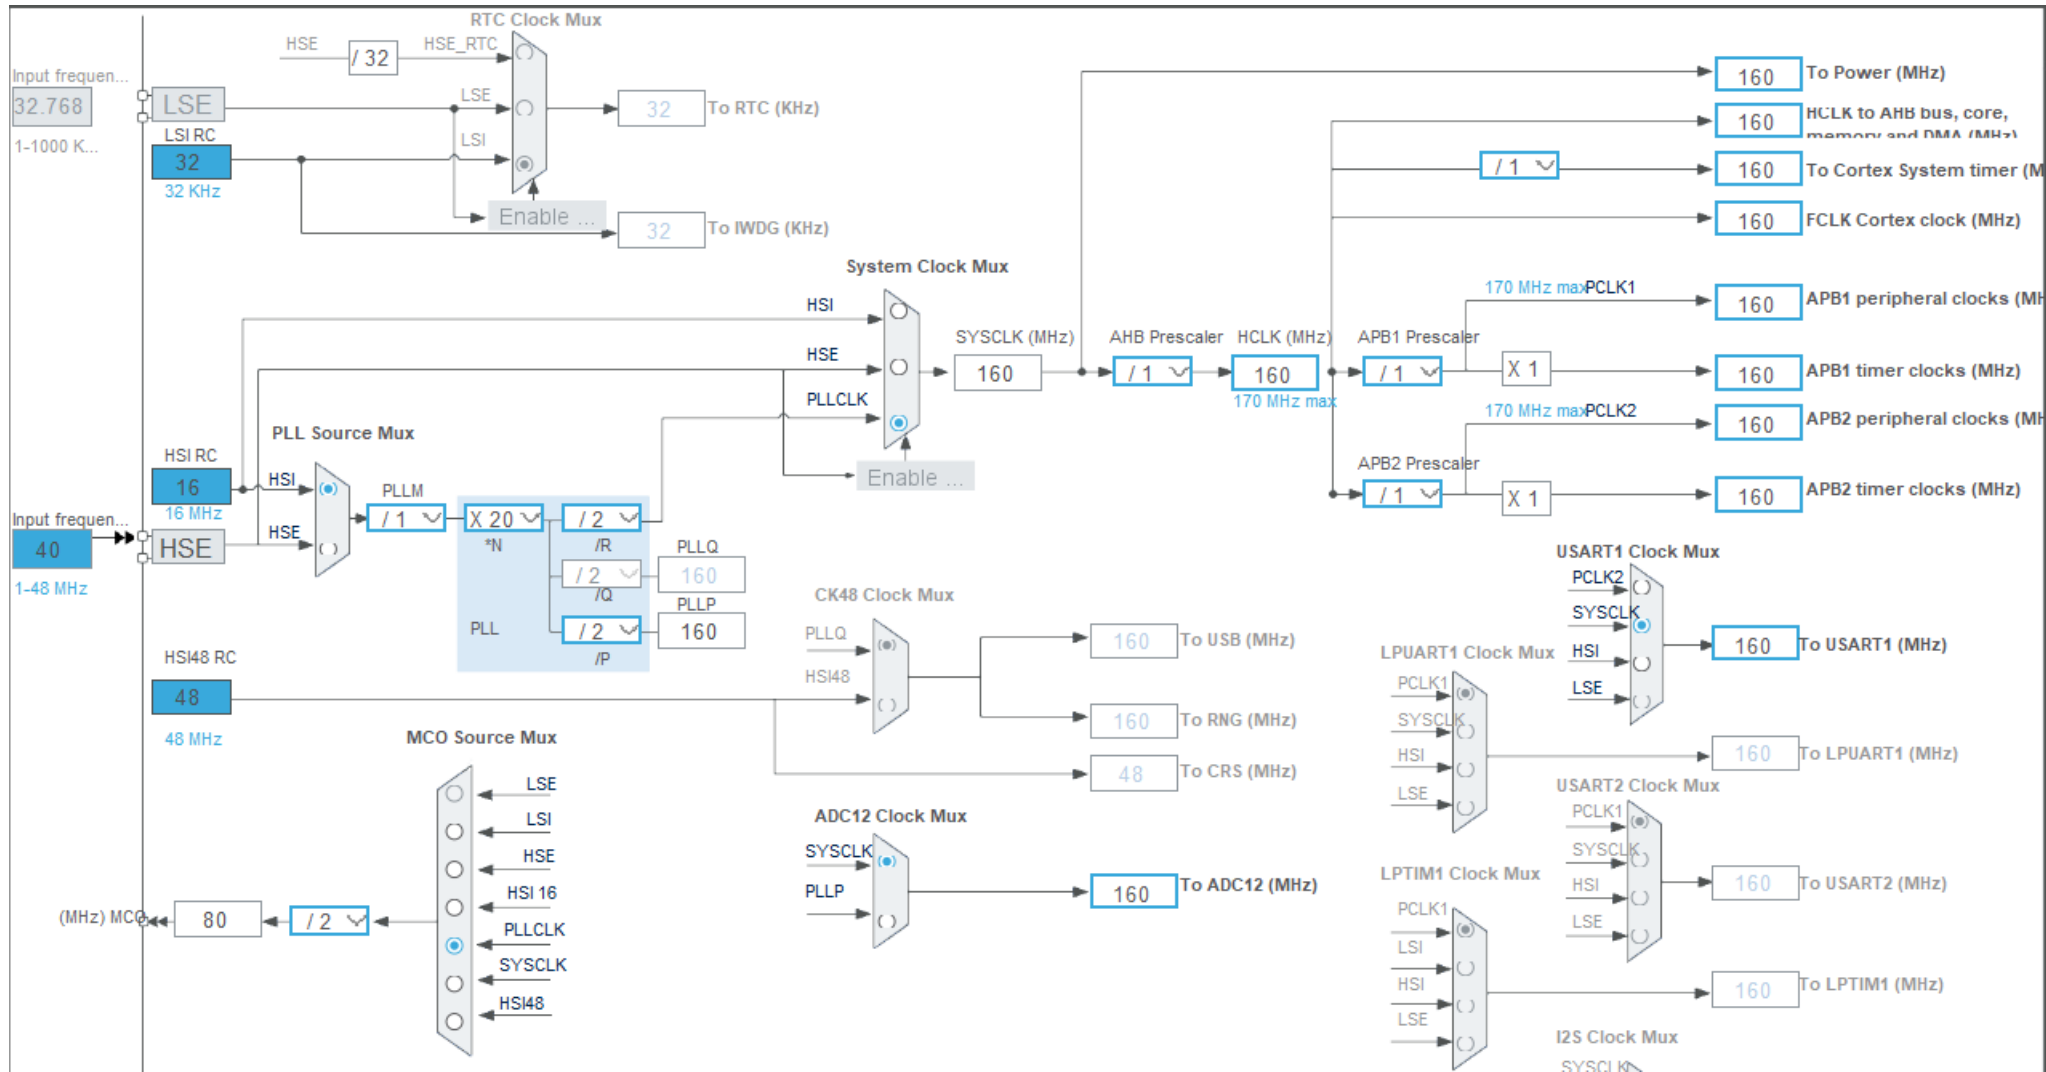 RTC Clock Mux
HSE
/ 32
HSE_RTC
Input frequen...
32.768
1-1000 K...
LSE
LSE
32
To RTC (KHz)
LSI RC
32
32 KHz
LSI
Enable ...
32
To IWDG (KHz)
System Clock Mux
HSI
HSE
PLLCLK
Enable ...
SYSCLK (MHz)
160
AHB Prescaler
/ 1
HCLK (MHz)
160
170 MHz max
APB1 Prescaler
/ 1
160
To Power (MHz)
160
HCLK to AHB bus, core,
memory and DMA (MHz)
/ 1
160
To Cortex System timer (M
160
FCLK Cortex clock (MHz)
170 MHz max
PCLK1
160
APB1 peripheral clocks (MH
X 1
160
APB1 timer clocks (MHz)
170 MHz max
PCLK2
160
APB2 peripheral clocks (MH
APB2 Prescaler
/ 1
X 1
160
APB2 timer clocks (MHz)
PLL Source Mux
HSI RC
16
16 MHz
HSI
Input frequen...
40
1-48 MHz
HSE
HSE
PLLM
/ 1
X 20
*N
/ 2
/R
/ 2
/Q
PLLQ
160
PLLP
160
/ 2
/P
PLL
HSI48 RC
48
48 MHz
CK48 Clock Mux
PLLQ
HSI48
160
To USB (MHz)
160
To RNG (MHz)
48
To CRS (MHz)
MCO Source Mux
LSE
LSI
HSE
HSI 16
PLLCLK
SYSCLK
HSI48
(MHz) MCO
80
/ 2
ADC12 Clock Mux
SYSCLK
PLLP
160
To ADC12 (MHz)
USART1 Clock Mux
PCLK2
SYSCLK
HSI
LSE
160
To USART1 (MHz)
LPUART1 Clock Mux
PCLK1
SYSCLK
HSI
LSE
160
To LPUART1 (MHz)
USART2 Clock Mux
PCLK1
SYSCLK
HSI
LSE
160
To USART2 (MHz)
LPTIM1 Clock Mux
PCLK1
LSI
HSI
LSE
160
To LPTIM1 (MHz)
I2S Clock Mux
SYSCLK